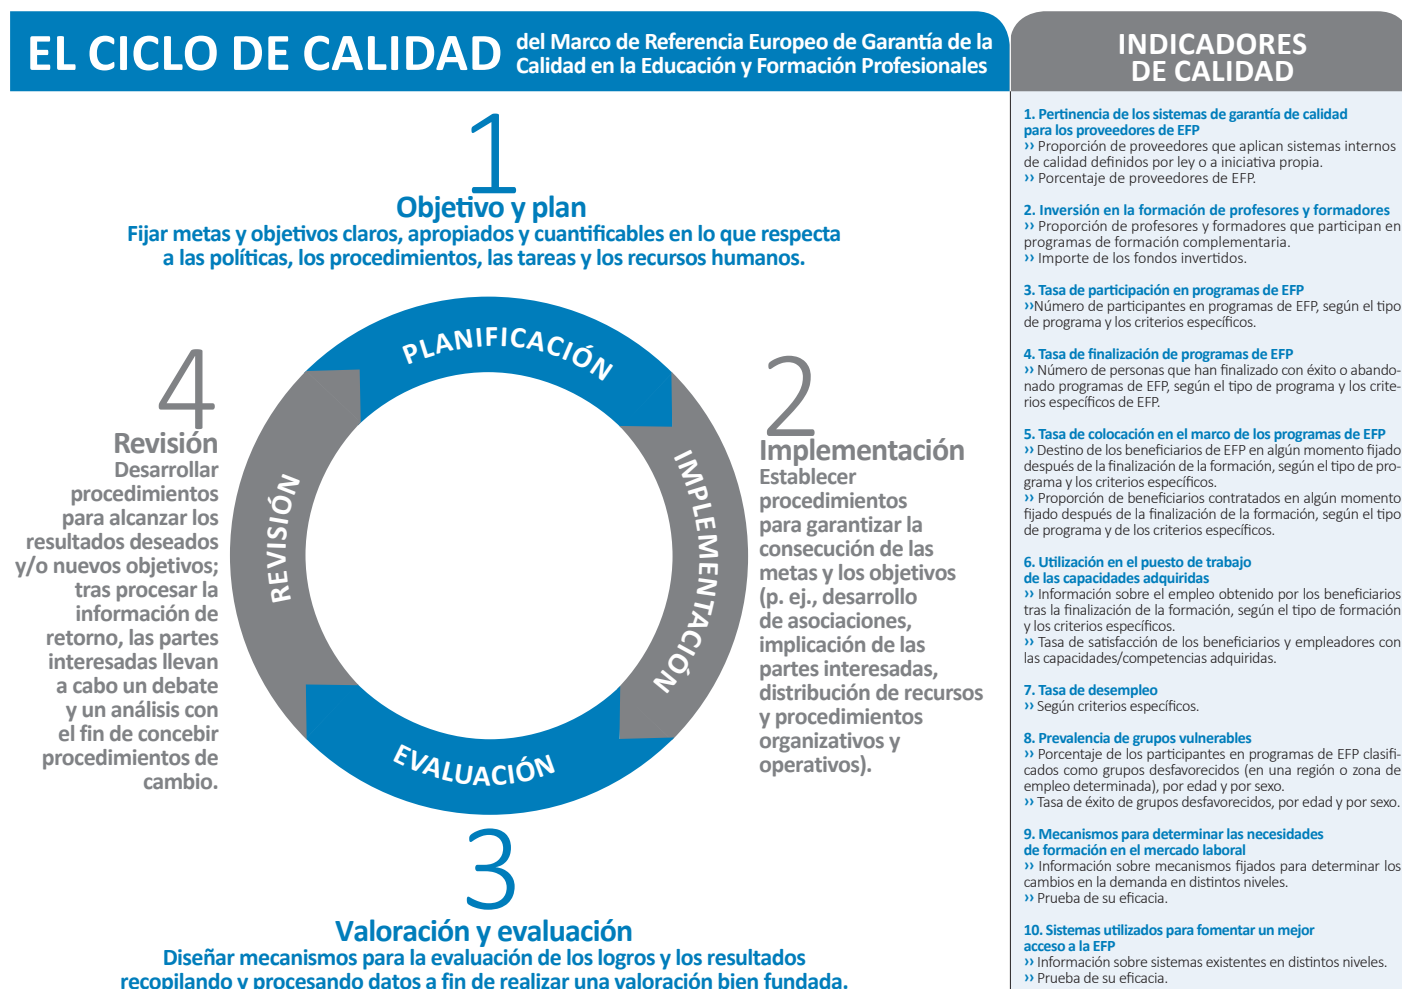 EL CICLO DE CALIDAD
del Marco de Referencia Europeo de Garantía de la
Calidad en la Educación y Formación Profesionales
1
Objetivo y plan
Fijar metas y objetivos claros, apropiados y cuantificables en lo que respecta
a las políticas, los procedimientos, las tareas y los recursos humanos.
PLANIFICACIÓN
IMPLEMENTACIÓN
EVALUACIÓN
REVISIÓN
2
Implementación
Establecer
procedimientos
para garantizar la
consecución de las
metas y los objetivos
(p. ej., desarrollo
de asociaciones,
implicación de las
partes interesadas,
distribución de recursos
y procedimientos
organizativos y
operativos).
3
Valoración y evaluación
Diseñar mecanismos para la evaluación de los logros y los resultados
recopilando y procesando datos a fin de realizar una valoración bien fundada.
4
Revisión
Desarrollar
procedimientos
para alcanzar los
resultados deseados
y/o nuevos objetivos;
tras procesar la
información de
retorno, las partes
interesadas llevan
a cabo un debate
y un análisis con
el fin de concebir
procedimientos de
cambio.
INDICADORES
DE CALIDAD
1. Pertinencia de los sistemas de garantía de calidad
para los proveedores de EFP
›› Proporción de proveedores que aplican sistemas internos
de calidad definidos por ley o a iniciativa propia.
›› Porcentaje de proveedores de EFP.
2. Inversión en la formación de profesores y formadores
›› Proporción de profesores y formadores que participan en
programas de formación complementaria.
›› Importe de los fondos invertidos.
3. Tasa de participación en programas de EFP
››Número de participantes en programas de EFP, según el tipo
de programa y los criterios específicos.
4. Tasa de finalización de programas de EFP
›› Número de personas que han finalizado con éxito o abando-
nado programas de EFP, según el tipo de programa y los crite-
rios específicos de EFP.
5. Tasa de colocación en el marco de los programas de EFP
›› Destino de los beneficiarios de EFP en algún momento fijado
después de la finalización de la formación, según el tipo de pro-
grama y los criterios específicos.
›› Proporción de beneficiarios contratados en algún momento
fijado después de la finalización de la formación, según el tipo
de programa y de los criterios específicos.
6. Utilización en el puesto de trabajo
de las capacidades adquiridas
›› Información sobre el empleo obtenido por los beneficiarios
tras la finalización de la formación, según el tipo de formación
y los criterios específicos.
›› Tasa de satisfacción de los beneficiarios y empleadores con
las capacidades/competencias adquiridas.
7. Tasa de desempleo
›› Según criterios específicos.
8. Prevalencia de grupos vulnerables
›› Porcentaje de los participantes en programas de EFP clasifi-
cados como grupos desfavorecidos (en una región o zona de
empleo determinada), por edad y por sexo.
›› Tasa de éxito de grupos desfavorecidos, por edad y por sexo.
9. Mecanismos para determinar las necesidades
de formación en el mercado laboral
›› Información sobre mecanismos fijados para determinar los
cambios en la demanda en distintos niveles.
›› Prueba de su eficacia.
10. Sistemas utilizados para fomentar un mejor
acceso a la EFP
›› Información sobre sistemas existentes en distintos niveles.
›› Prueba de su eficacia.